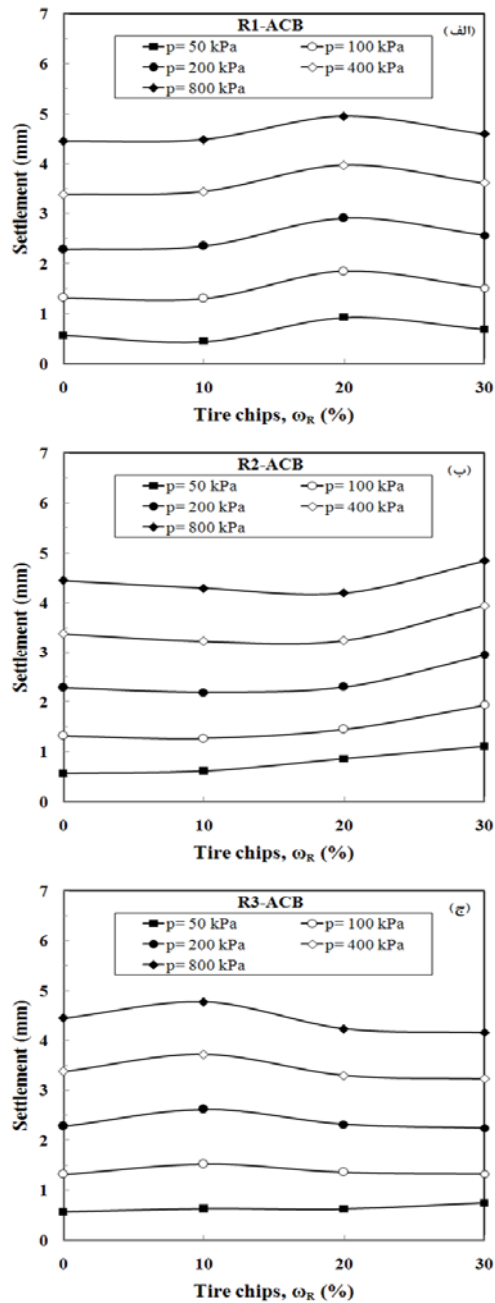 R1-ACB
(الف)
p= 50 kPa p= 100 kPa
p= 200 kPa p= 400 kPa
p= 800 kPa
7
6
5
4
3
2
1
0
Settlement (mm)
0 10 20 30
Tire chips, ωR (%)
R2-ACB
(ب)
p= 50 kPa p= 100 kPa
p= 200 kPa p= 400 kPa
p= 800 kPa
7
6
5
4
3
2
1
0
Settlement (mm)
0 10 20 30
Tire chips, ωR (%)
R3-ACB
(ج)
p= 50 kPa p= 100 kPa
p= 200 kPa p= 400 kPa
p= 800 kPa
7
6
5
4
3
2
1
0
Settlement (mm)
0 10 20 30
Tire chips, ωR (%)